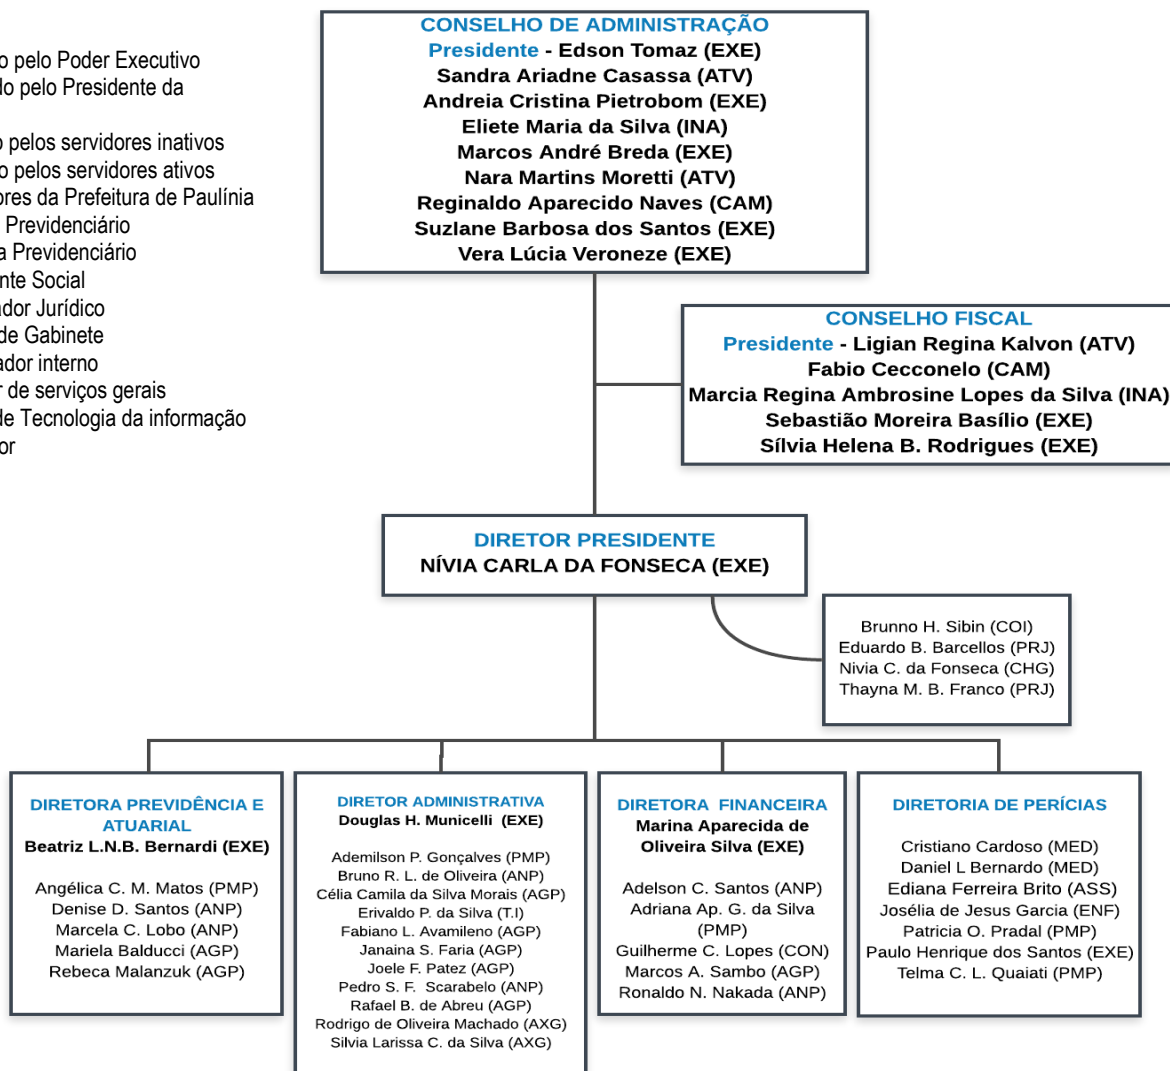 CONSELHO DE ADMINISTRAÇÃO
Presidente - Edson Tomaz (EXE)
Sandra Ariadne Casassa (ATV)
Andreia Cristina Pietrobom (EXE)
Eliete Maria da Silva (INA)
Marcos André Breda (EXE)
Nara Martins Moretti (ATV)
Reginaldo Aparecido Naves (CAM)
Suzlane Barbosa dos Santos (EXE)
Vera Lúcia Veroneze (EXE)
o pelo Poder Executivo
do pelo Presidente da
o pelos servidores inativos
o pelos servidores ativos
ores da Prefeitura de Paulínia
Previdenciário
a Previdenciário
nte Social
ador Jurídico
de Gabinete
ador interno
r de serviços gerais
de Tecnologia da informação
or
CONSELHO FISCAL
Presidente - Ligian Regina Kalvon (ATV)
Fabio Cecconelo (CAM)
Marcia Regina Ambrosine Lopes da Silva (INA)
Sebastião Moreira Basílio (EXE)
Sílvia Helena B. Rodrigues (EXE)
DIRETOR PRESIDENTE
NÍVIA CARLA DA FONSECA (EXE)
Brunno H. Sibin (COI)
Eduardo B. Barcellos (PRJ)
Nivia C. da Fonseca (CHG)
Thayna M. B. Franco (PRJ)
DIRETORA PREVIDÊNCIA E
ATUARIAL
Beatriz L.N.B. Bernardi (EXE)
Angélica C. M. Matos (PMP)
Denise D. Santos (ANP)
Marcela C. Lobo (ANP)
Mariela Balducci (AGP)
Rebeca Malanzuk (AGP)
DIRETOR ADMINISTRATIVA
Douglas H. Municelli (EXE)
Ademilson P. Gonçalves (PMP)
Bruno R. L. de Oliveira (ANP)
Célia Camila da Silva Morais (AGP)
Erivaldo P. da Silva (T.I)
Fabiano L. Avamileno (AGP)
Janaina S. Faria (AGP)
Joele F. Patez (AGP)
Pedro S. F. Scarabelo (ANP)
Rafael B. de Abreu (AGP)
Rodrigo de Oliveira Machado (AXG)
Silvia Larissa C. da Silva (AXG)
DIRETORA FINANCEIRA
Marina Aparecida de
Oliveira Silva (EXE)
Adelson C. Santos (ANP)
Adriana Ap. G. da Silva
(PMP)
Guilherme C. Lopes (CON)
Marcos A. Sambo (AGP)
Ronaldo N. Nakada (ANP)
DIRETORIA DE PERÍCIAS
Cristiano Cardoso (MED)
Daniel L Bernardo (MED)
Ediana Ferreira Brito (ASS)
Josélia de Jesus Garcia (ENF)
Patricia O. Pradal (PMP)
Paulo Henrique dos Santos (EXE)
Telma C. L. Quaiati (PMP)